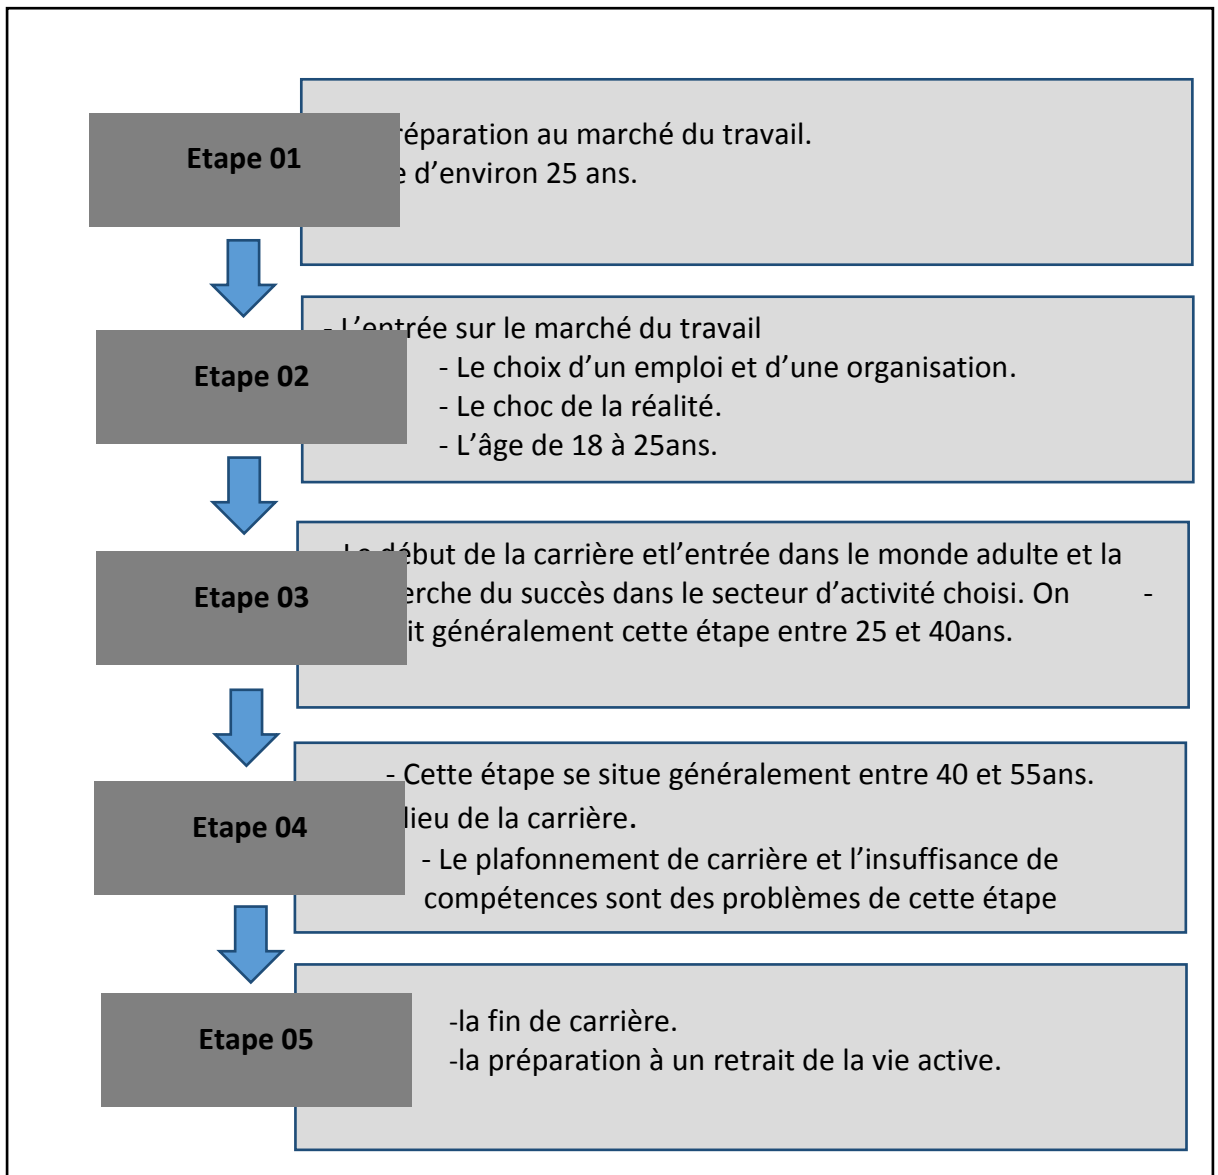 Etape 01
réparation au marché du travail.
d’environ 25 ans.
Etape 02
- L’entrée sur le marché du travail
- Le choix d’un emploi et d’une organisation.
- Le choc de la réalité.
- L’âge de 18 à 25ans.
Etape 03
début de la carrière etl’entrée dans le monde adulte et la
erche du succès dans le secteur d’activité choisi. On -
it généralement cette étape entre 25 et 40ans.
Etape 04
- Cette étape se situe généralement entre 40 et 55ans.
lieu de la carrière.
- Le plafonnement de carrière et l’insuffisance de
compétences sont des problèmes de cette étape
Etape 05
-la fin de carrière.
-la préparation à un retrait de la vie active.